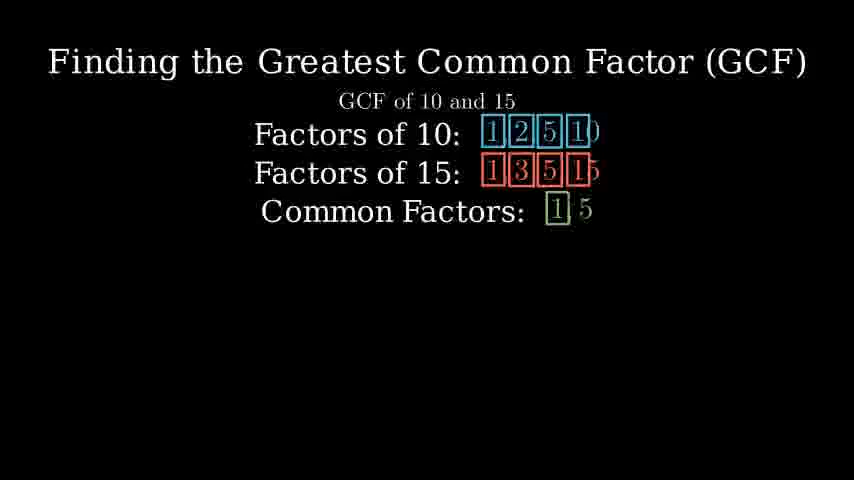 Finding the Greatest Common Factor (GCF)
GCF of 10 and 15
Factors of 10: 1, 2, 5, 10
Factors of 15: 1, 3, 5, 15
Common Factors: 1, 5